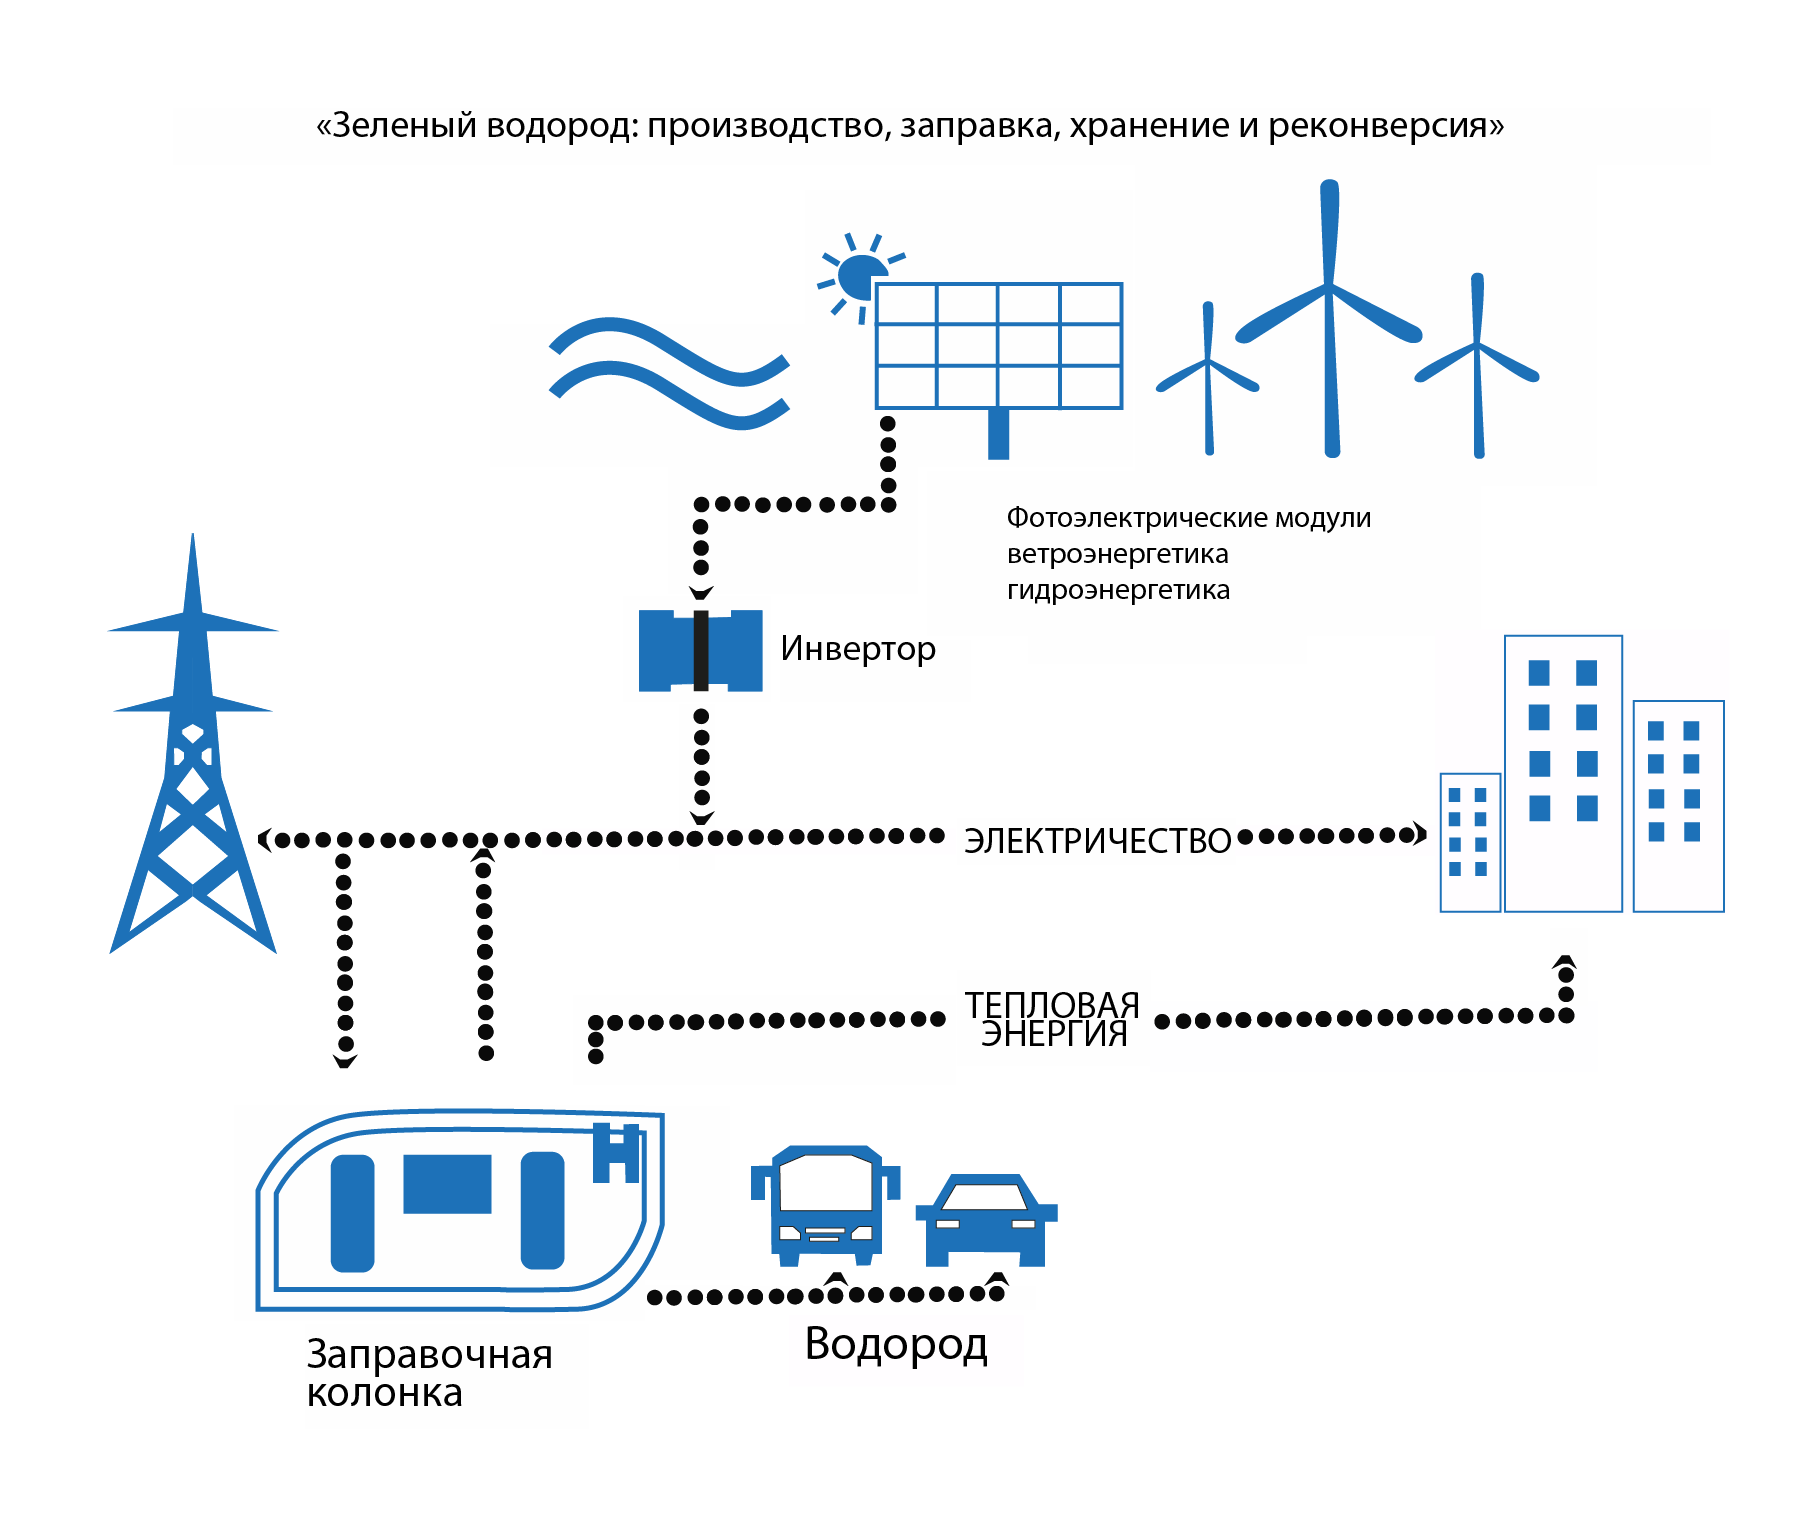 «Зеленый водород: производство, заправка, хранение и реконверсия»
Фотоэлектрические модули
ветроэнергетика
гидроэнергетика
Инвертор
ЭЛЕКТРИЧЕСТВО
ТЕПЛОВАЯ
ЭНЕРГИЯ
H
Водород
Заправочная
колонка